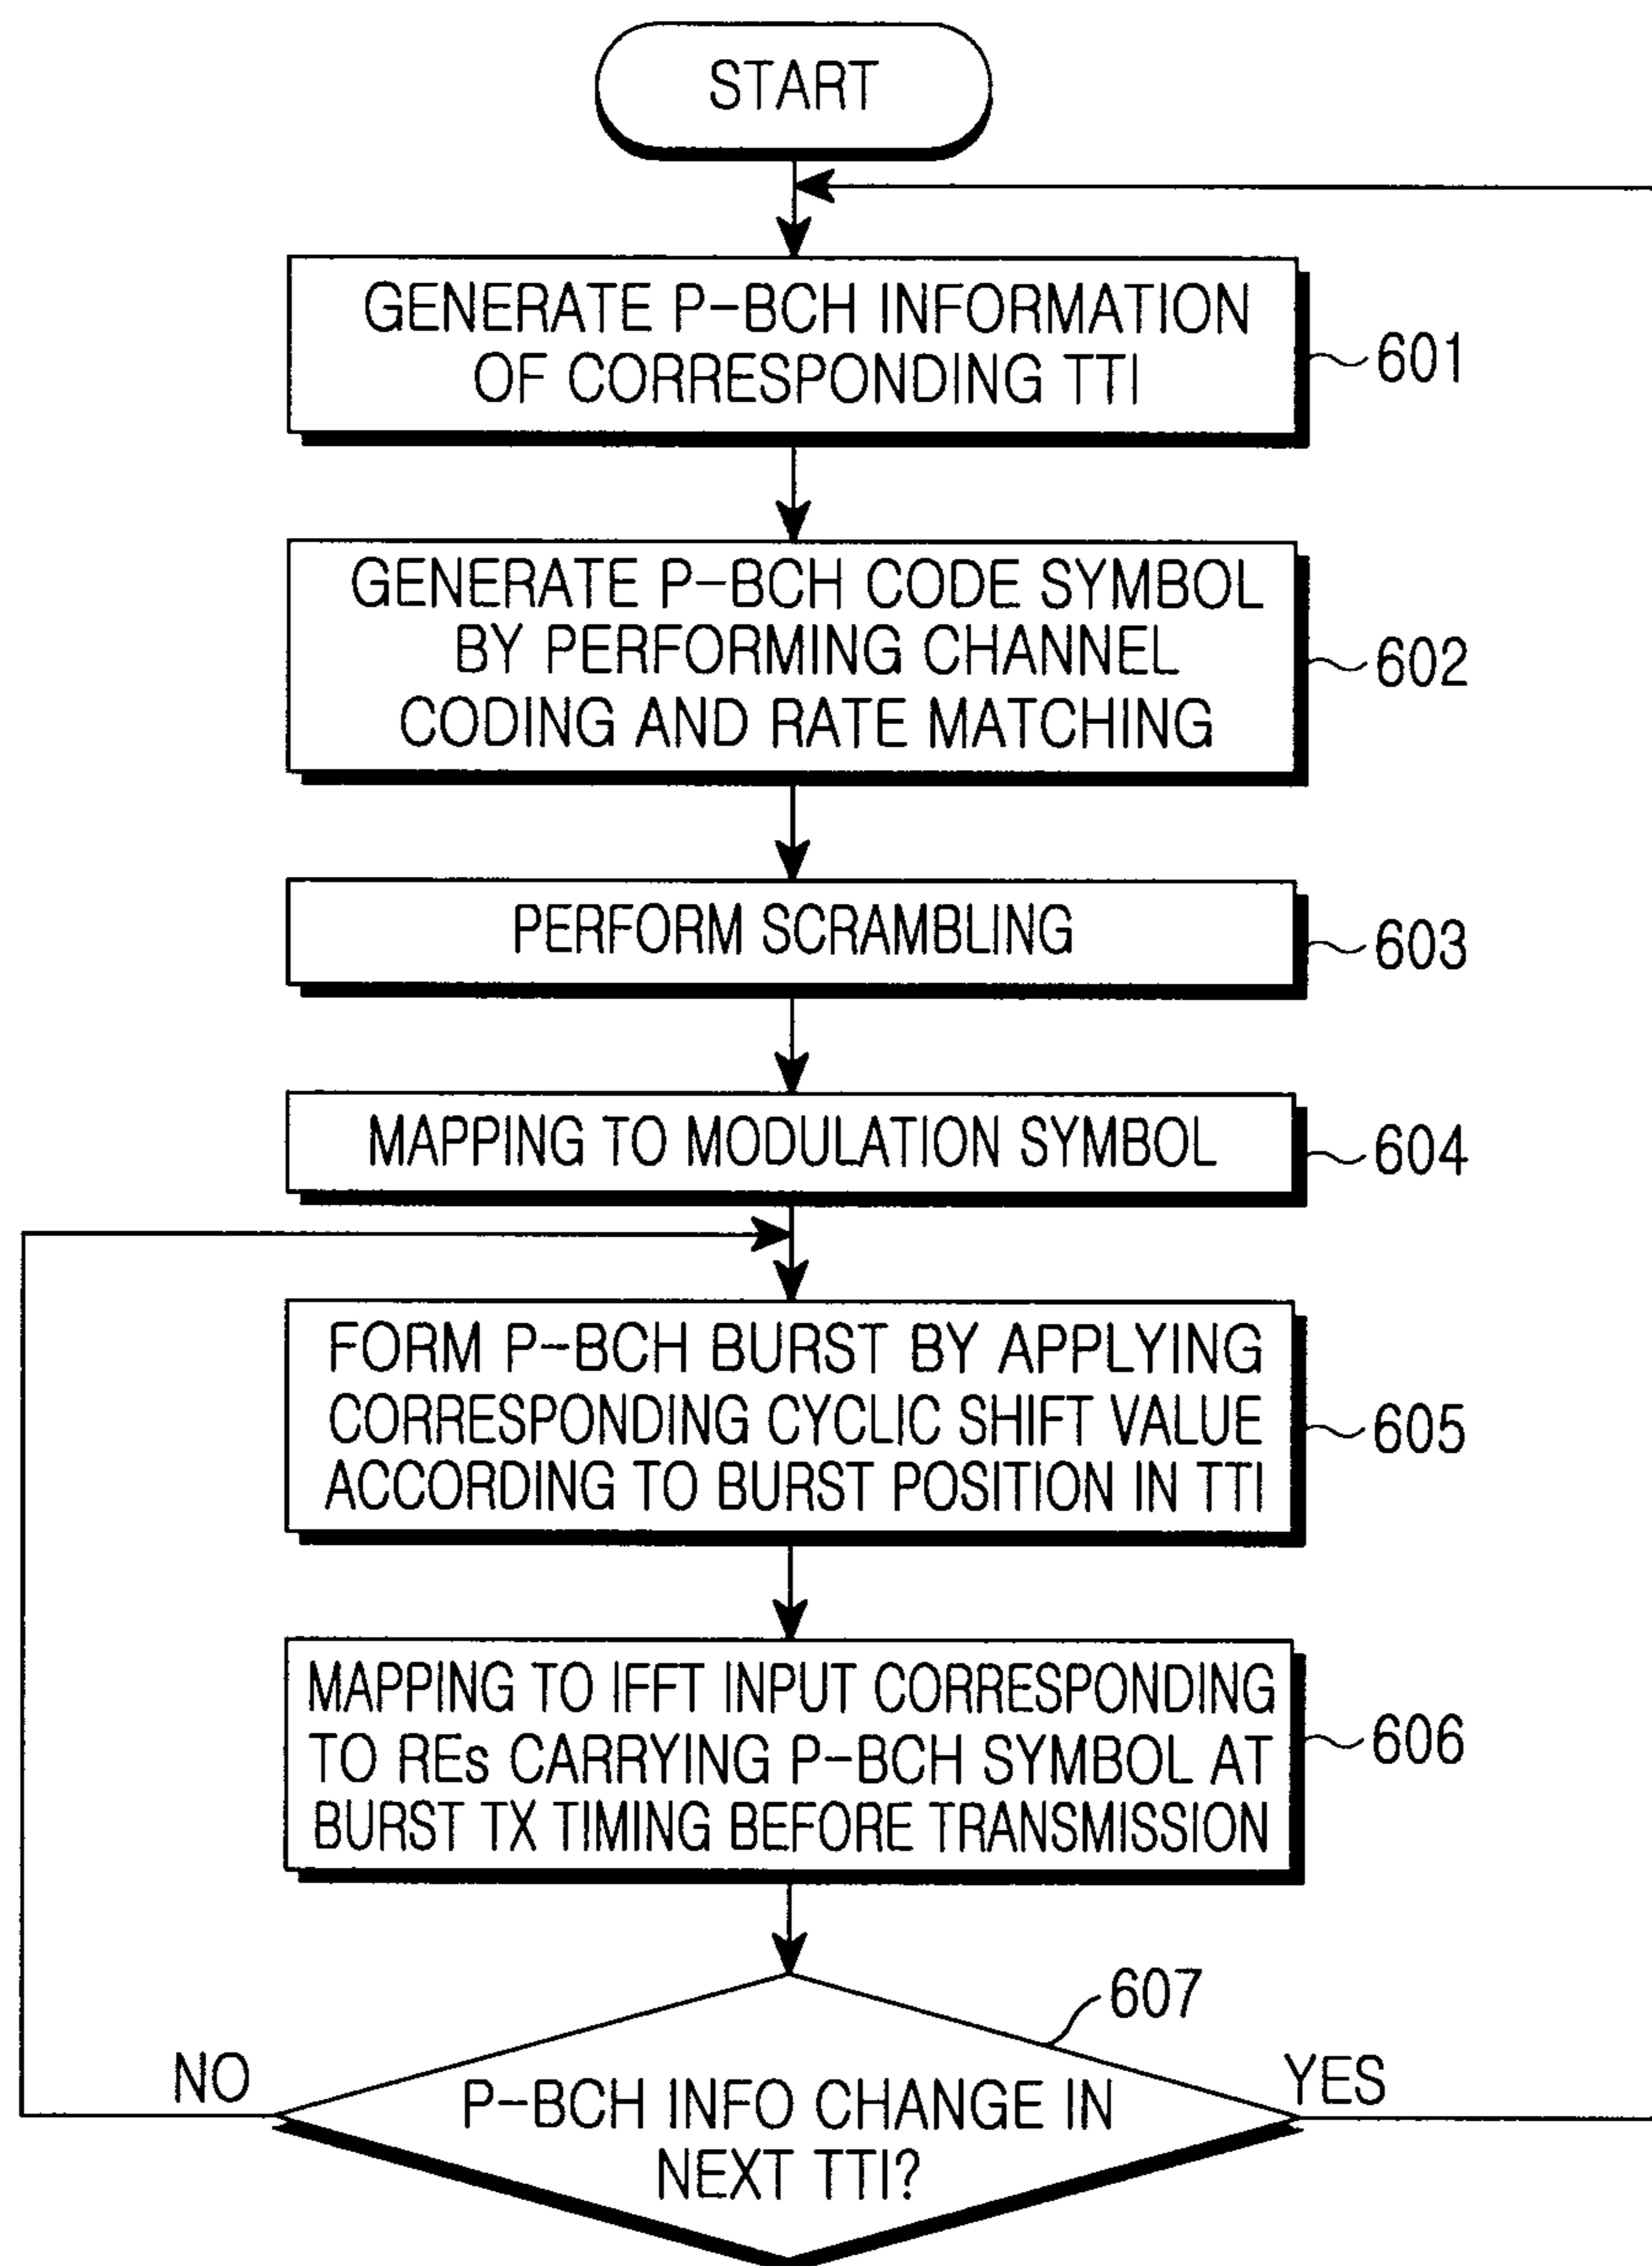 START
GENERATE P-BCH INFORMATION
OF CORRESPONDING TTI
601
GENERATE P-BCH CODE SYMBOL
BY PERFORMING CHANNEL
CODING AND RATE MATCHING
602
PERFORM SCRAMBLING
603
MAPPING TO MODULATION SYMBOL
604
FORM P-BCH BURST BY APPLYING
CORRESPONDING CYCLIC SHIFT VALUE
ACCORDING TO BURST POSITION IN TTI
605
MAPPING TO IFFT INPUT CORRESPONDING
TO REs CARRYING P-BCH SYMBOL AT
BURST TX TIMING BEFORE TRANSMISSION
606
607
NO
YES
P-BCH INFO CHANGE IN
NEXT TTI?